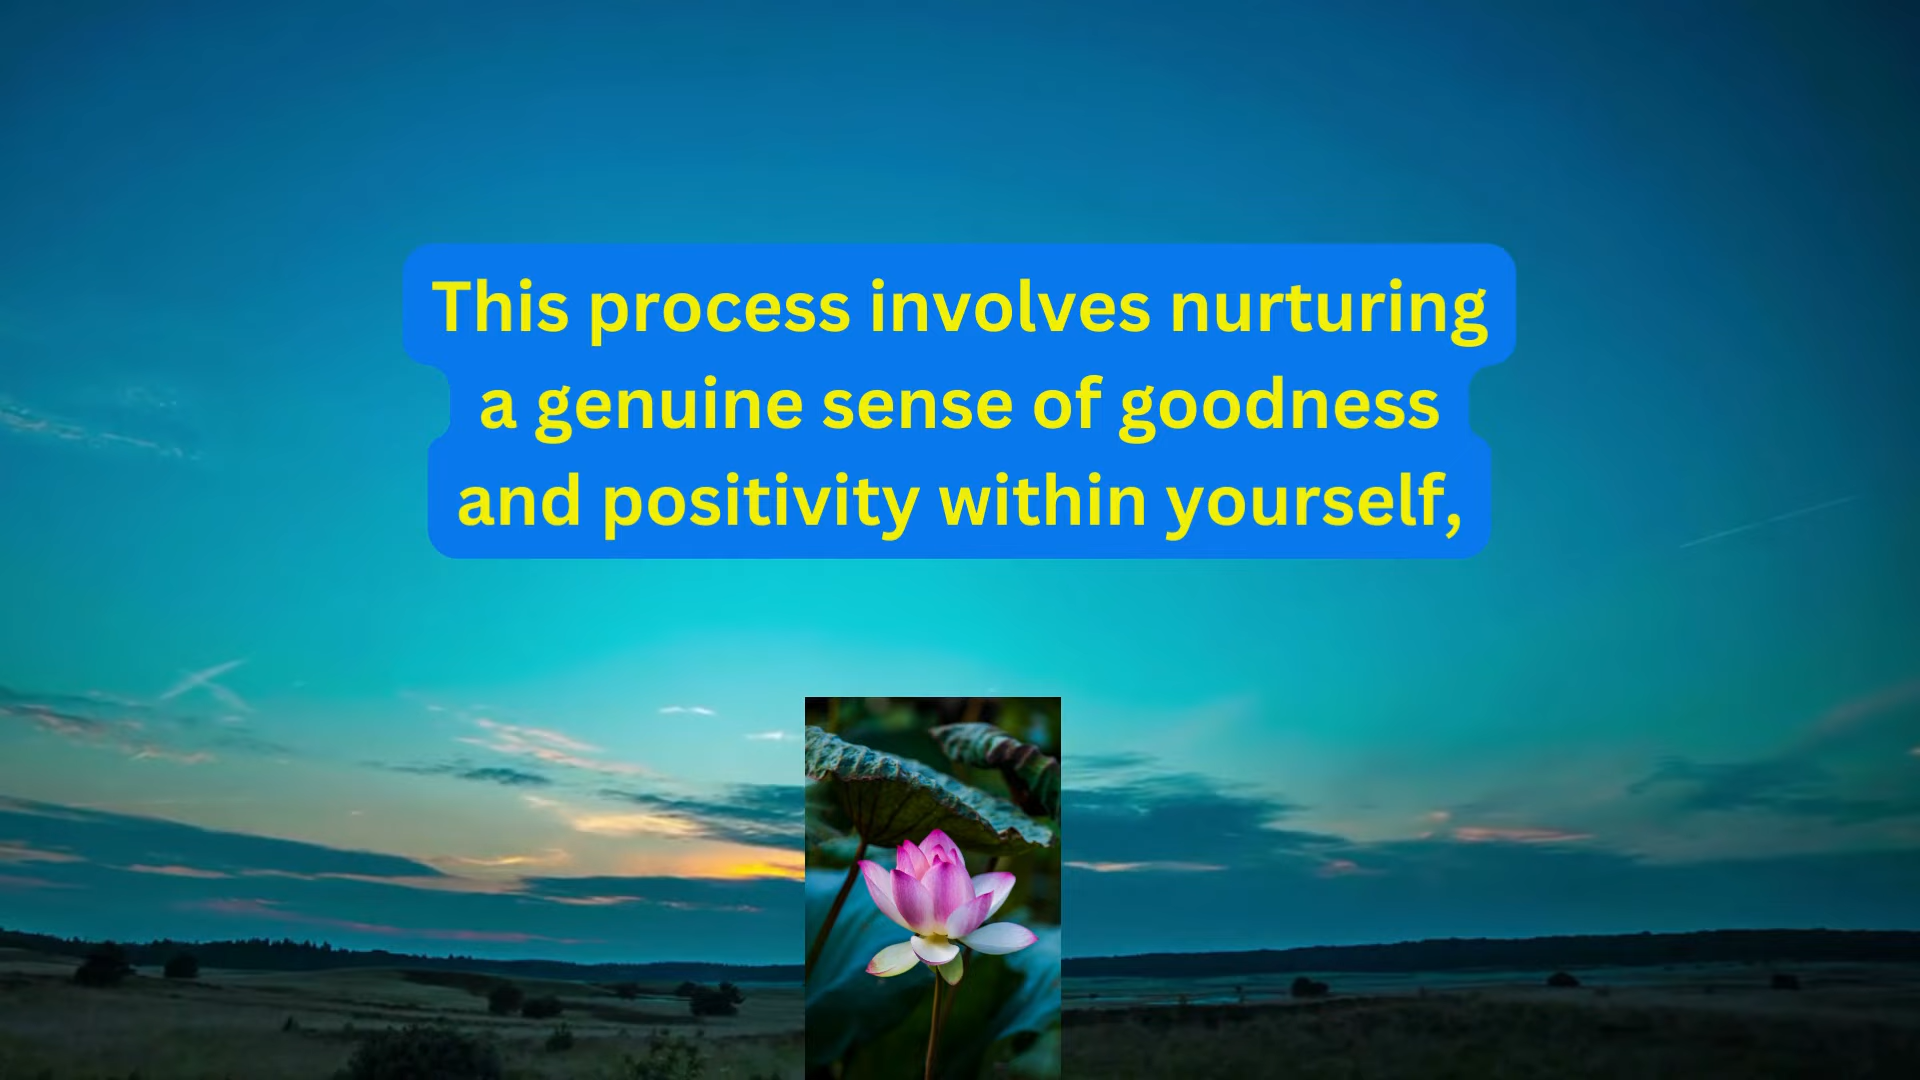 This process involves nurturing
a genuine sense of goodness
and positivity within yourself,